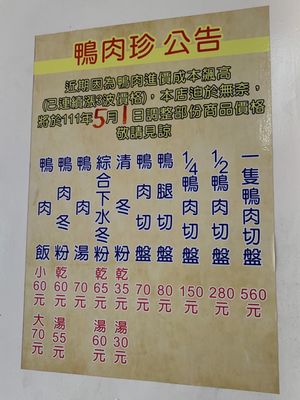 鴨肉珍 公告
近期因為鴨肉進價成本飆高
(已連續漲3波價格)，本店迫於無奈，
將於111年5月1日調整部份商品價格
敬請見諒
一隻鴨肉切盤 560元
1/2鴨肉切盤 280元
1/4鴨肉切盤 150元
鴨腿切盤 80元
鴨肉切盤 70元
清冬粉 乾35元 湯30元
綜合下水冬粉 乾65元 湯60元
鴨肉湯 70元
鴨肉冬粉 乾60元 湯55元
鴨肉飯 小60元 大70元